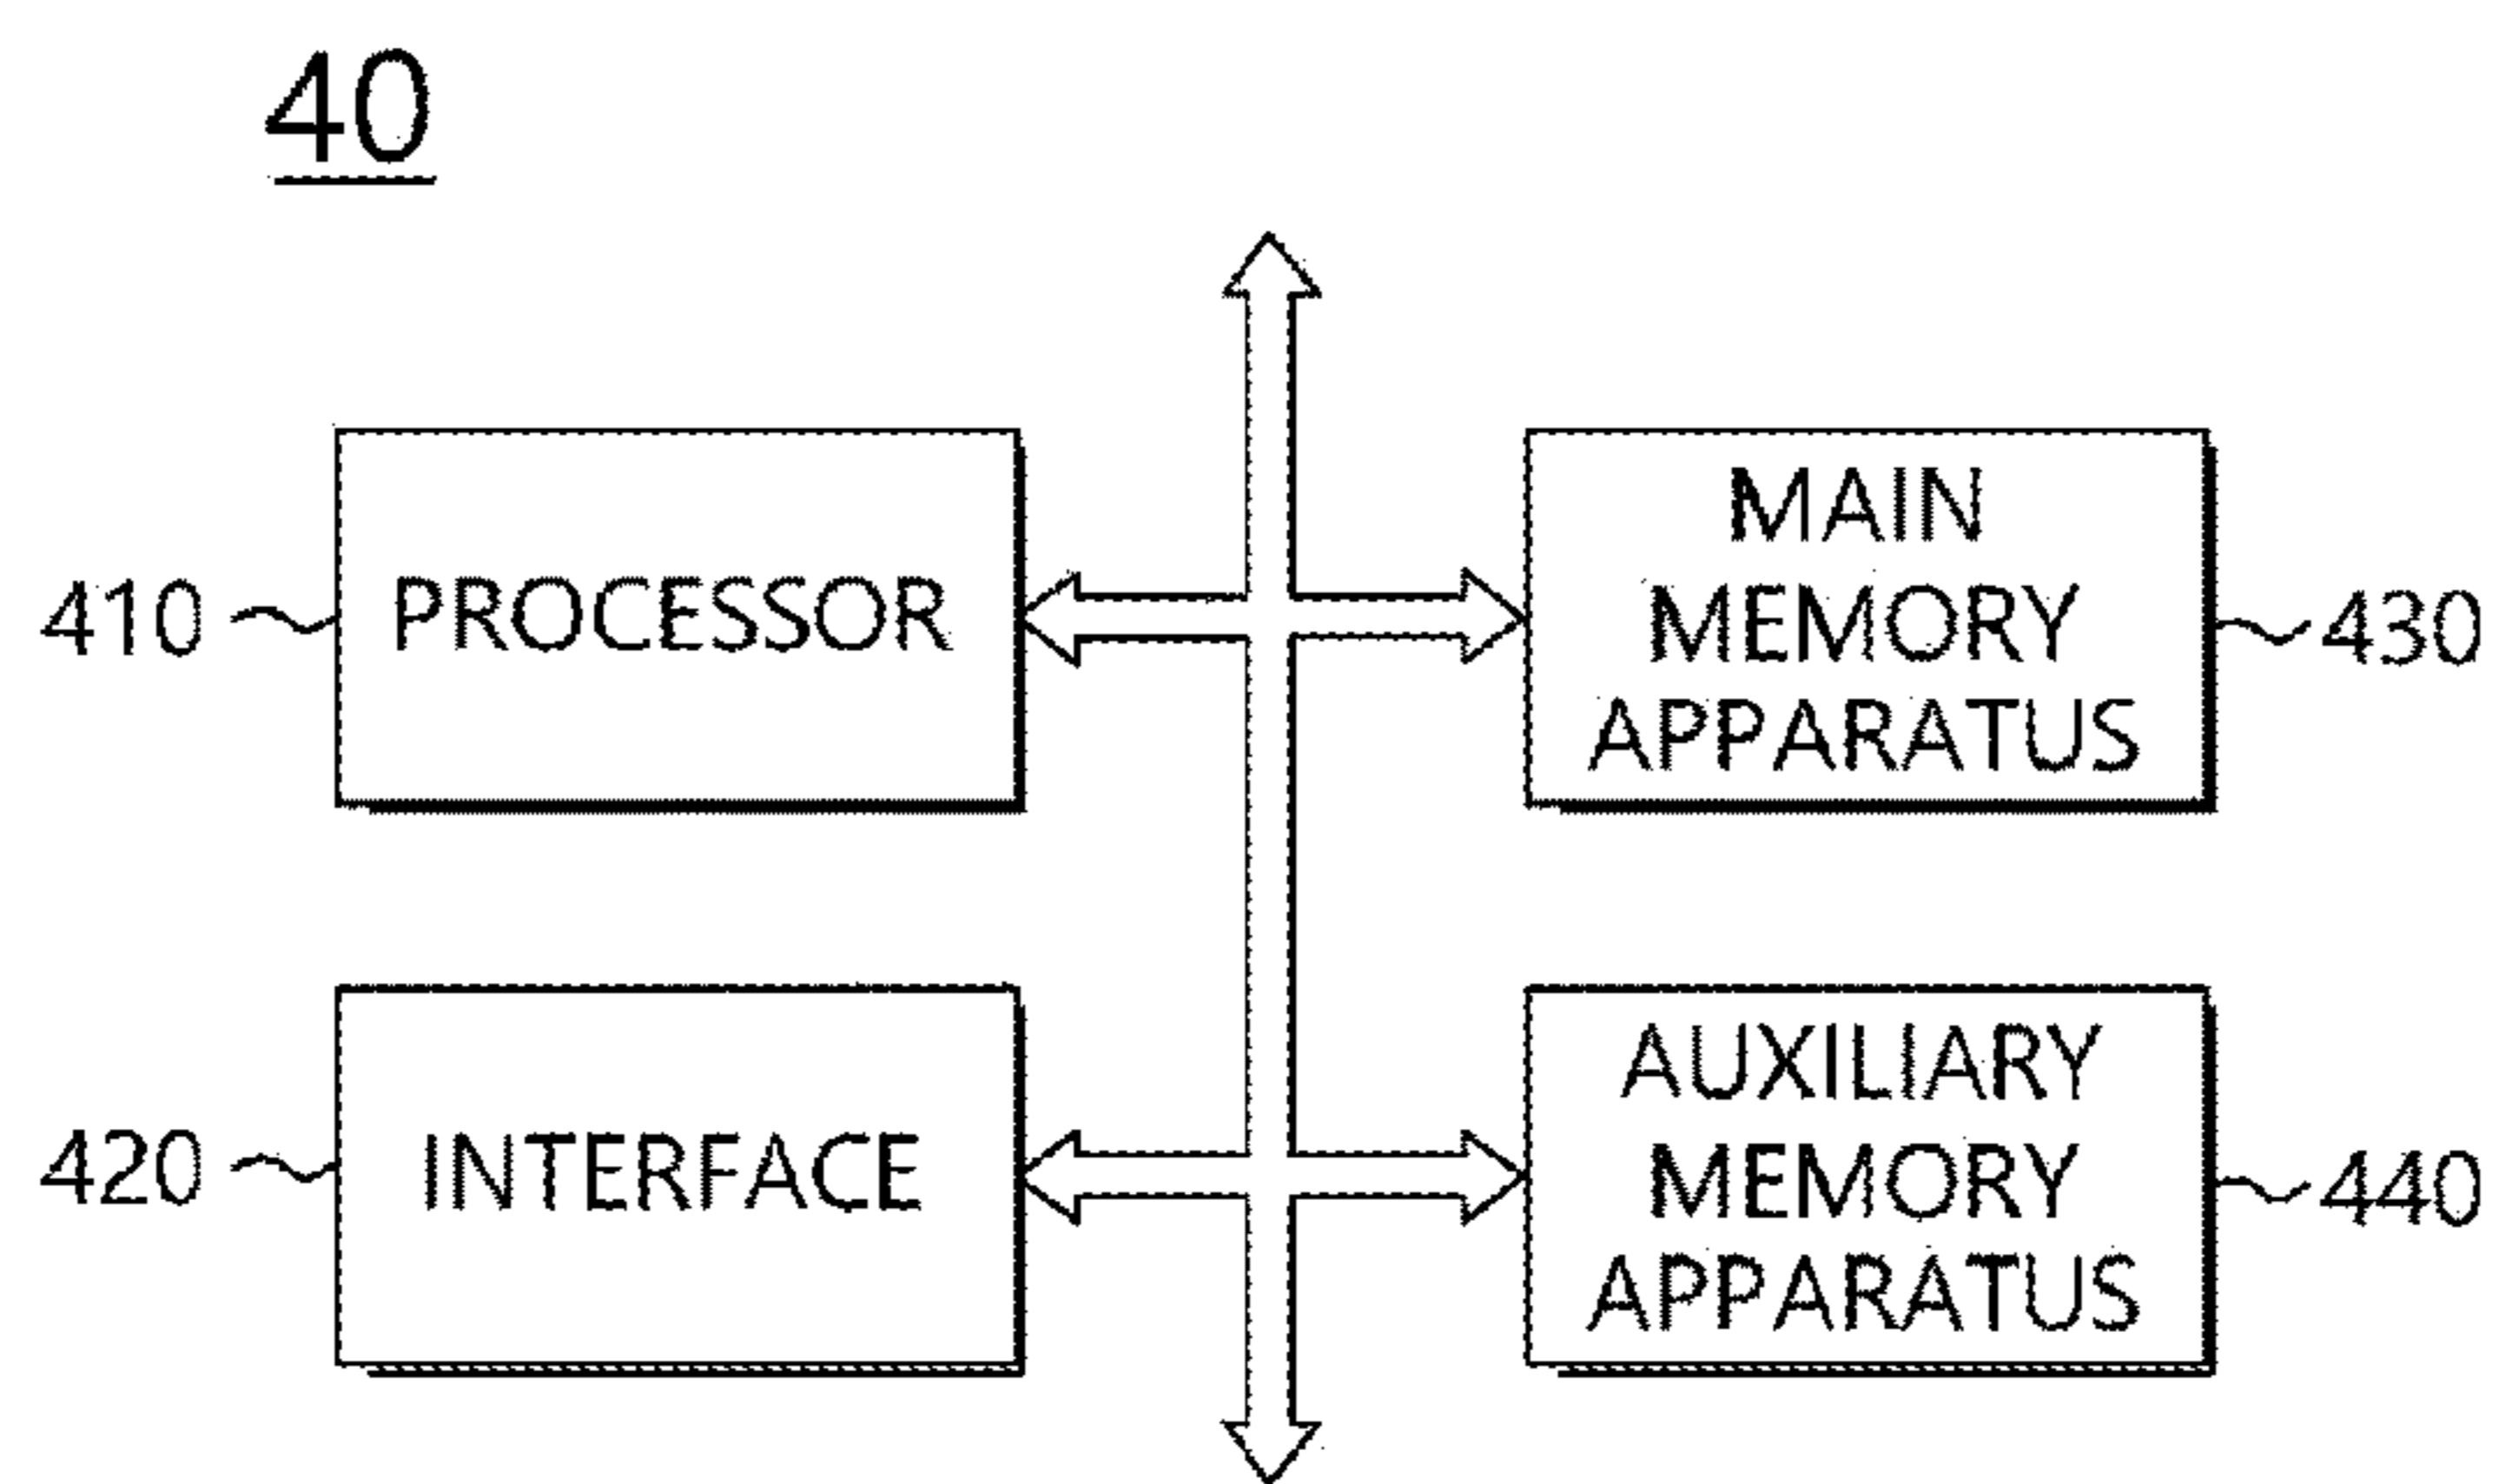 40
410
PROCESSOR
MAIN
MEMORY
APPARATUS
430
420
INTERFACE
AUXILIARY
MEMORY
APPARATUS
440